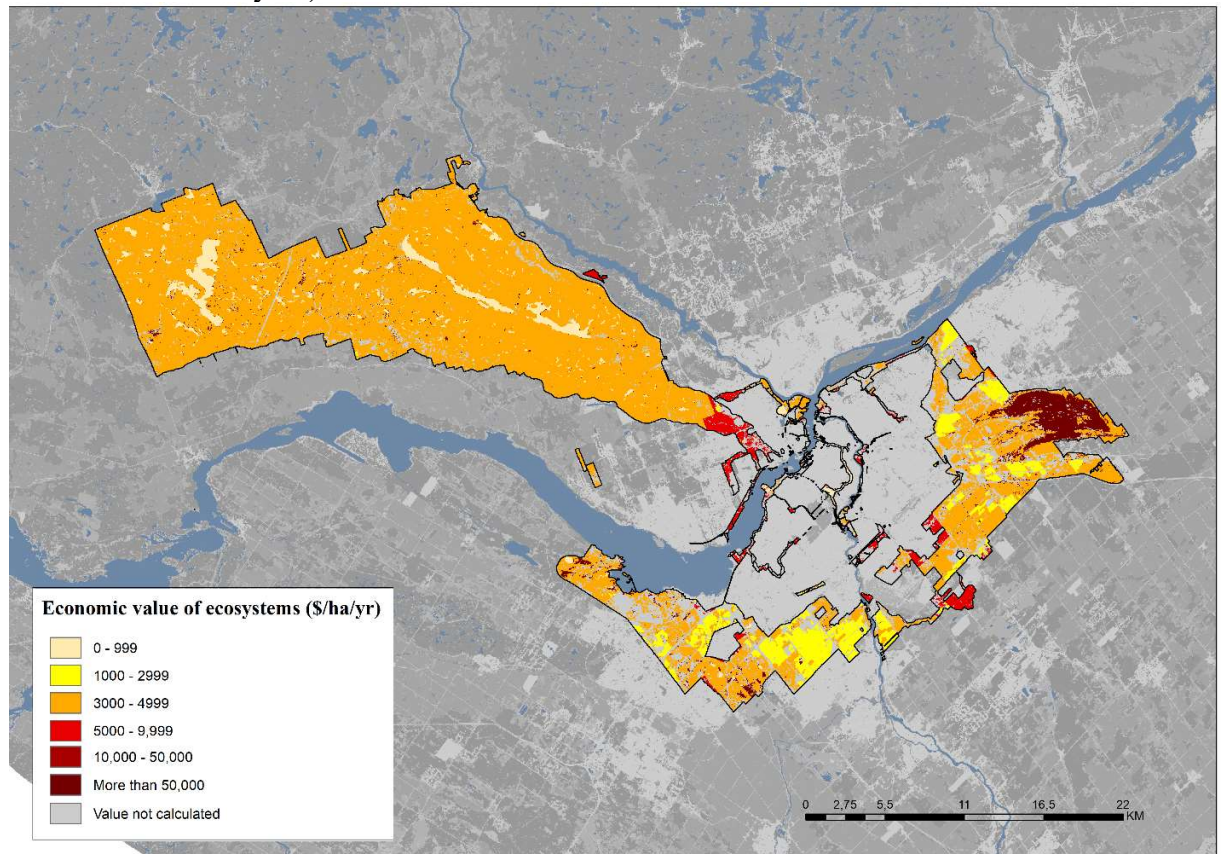 Economic value of ecosystems ($/ha/yr)
0 - 999
1000 - 2999
3000 - 4999
5000 - 9,999
10,000 - 50,000
More than 50,000
Value not calculated
0 2,75 5,5 11 16,5 22
KM